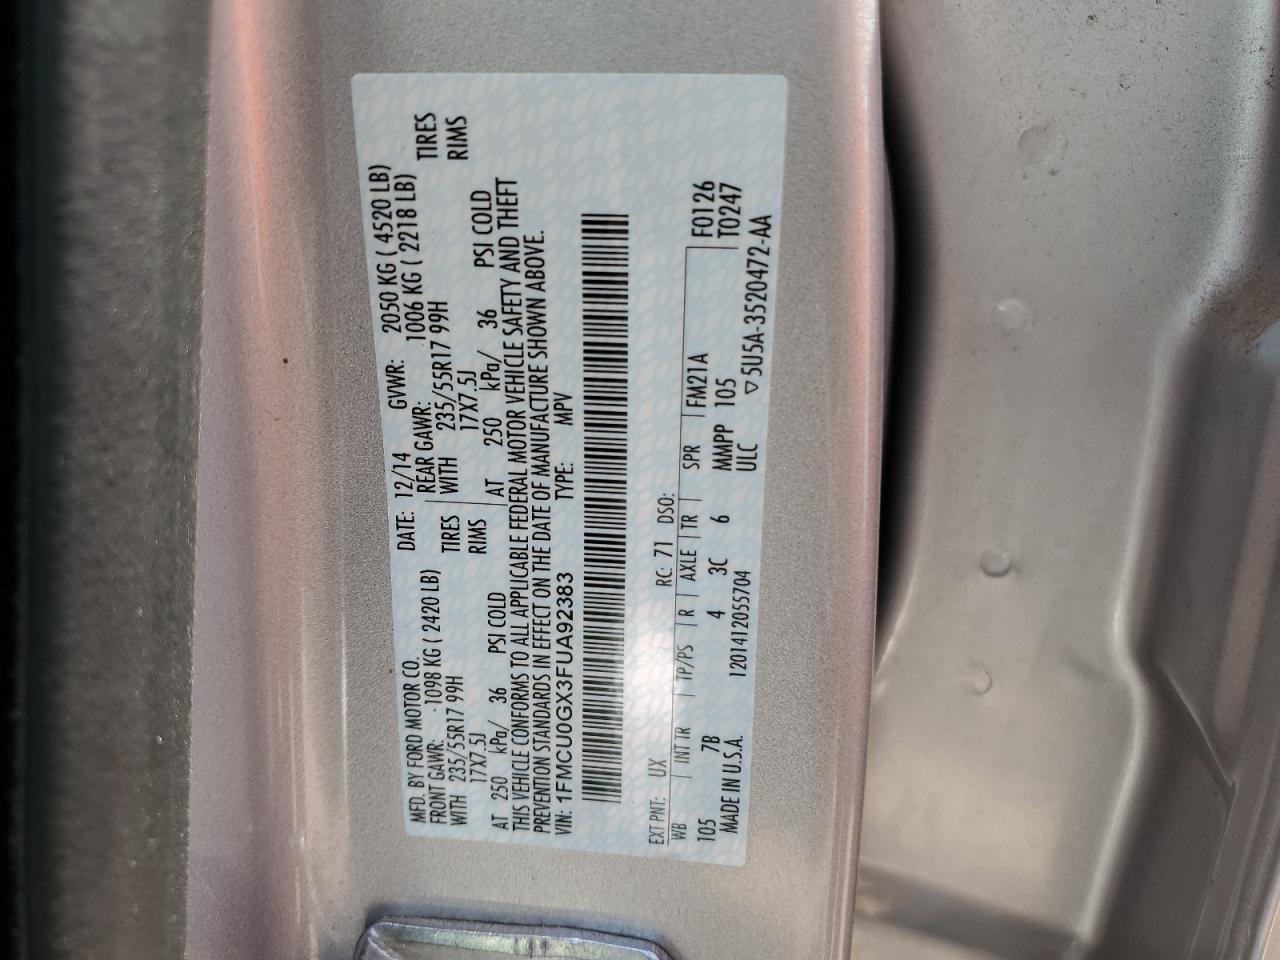 MFD. BY FORD MOTOR CO.
DATE: 12/14 GVWR: 2050 KG ( 4520 LB)
FRONT GAWR: 1098 KG ( 2420 LB) REAR GAWR: 1006 KG ( 2218 LB)
WITH 235/55R17 99H TIRES WITH 235/55R17 99H TIRES
17X7.5J RIMS 17X7.5J RIMS
AT 250 kPa/ 36 PSI COLD AT 250 kPa/ 36 PSI COLD
THIS VEHICLE CONFORMS TO ALL APPLICABLE FEDERAL MOTOR VEHICLE SAFETY AND THEFT
PREVENTION STANDARDS IN EFFECT ON THE DATE OF MANUFACTURE SHOWN ABOVE.
VIN: 1FMCU0GX3FUA92383 TYPE: MPV
EXT PNT: UX RC: 71 DSO: F0126
WB INT TR TP/PS R AXLE TR SPR FM21A T0247
105 7B 4 3C 6 MMPP 105
MADE IN U.S.A. 1201412055704 ULC ▽5U5A-3520472-AA